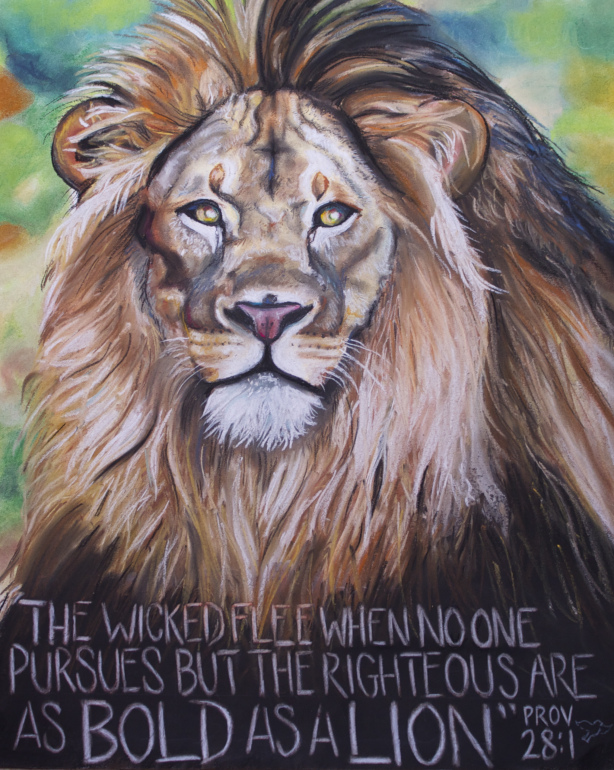 "THE WICKED FLEE WHEN NO ONE
PURSUES BUT THE RIGHTEOUS ARE
AS BOLD AS A LION" PROV
28:1